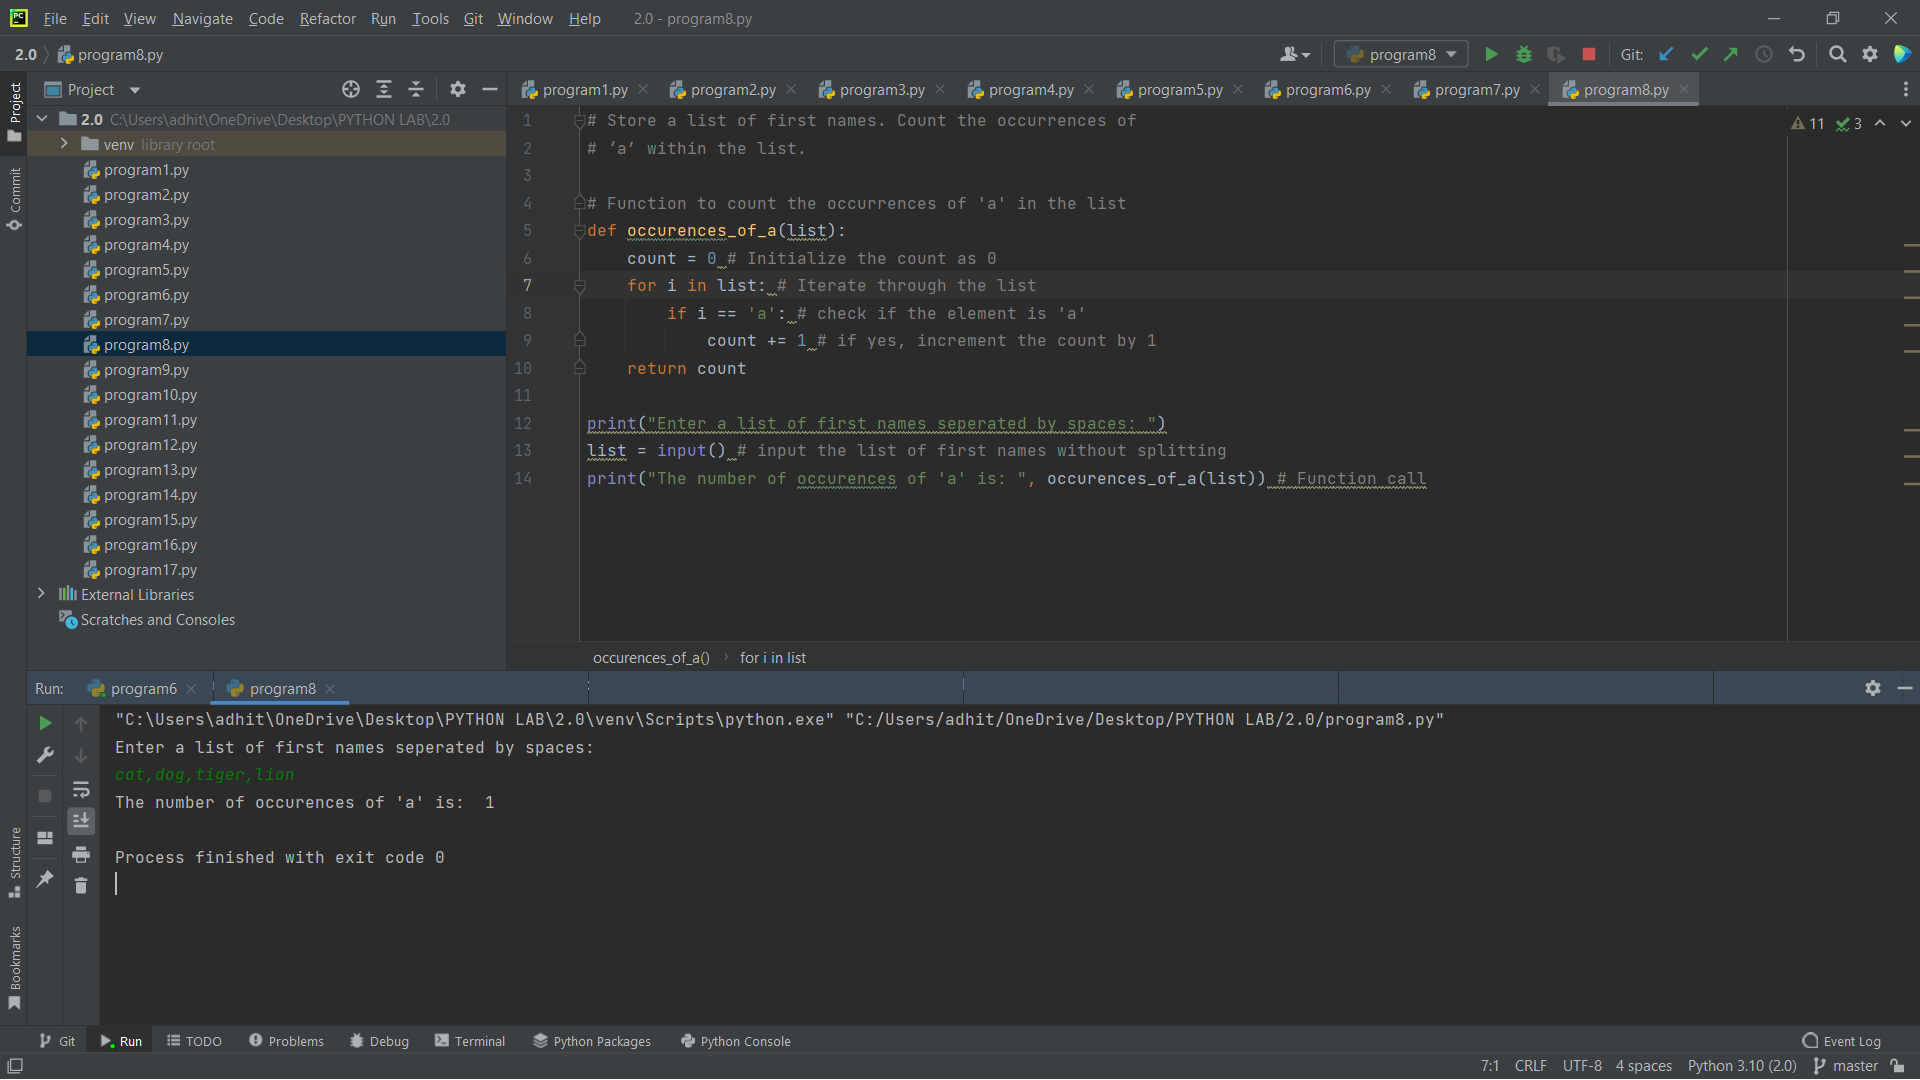 PC File Edit View Navigate Code Refactor Run Tools Git Window Help 2.0 - program8.py
2.0 program8.py program8 Git:
Project program1.py program2.py program3.py program4.py program5.py program6.py program7.py program8.py
Project
Commit
Structure
Bookmarks
2.0 C:\Users\adhit\OneDrive\Desktop\PYTHON LAB\2.0
venv library root
program1.py
program2.py
program3.py
program4.py
program5.py
program6.py
program7.py
program8.py
program9.py
program10.py
program11.py
program12.py
program13.py
program14.py
program15.py
program16.py
program17.py
External Libraries
Scratches and Consoles
11 3
1 # Store a list of first names. Count the occurrences of
2 # ‘a’ within the list.
3
4 # Function to count the occurrences of 'a' in the list
5 def occurences_of_a(list):
6 count = 0 # Initialize the count as 0
7 for i in list: # Iterate through the list
8 if i == 'a': # check if the element is 'a'
9 count += 1 # if yes, increment the count by 1
10 return count
11
12 print("Enter a list of first names seperated by spaces: ")
13 list = input() # input the list of first names without splitting
14 print("The number of occurences of 'a' is: ", occurences_of_a(list)) # Function call
occurences_of_a() for i in list
Run: program6 program8
"C:\Users\adhit\OneDrive\Desktop\PYTHON LAB\2.0\venv\Scripts\python.exe" "C:/Users/adhit/OneDrive/Desktop/PYTHON LAB/2.0/program8.py"
Enter a list of first names seperated by spaces:
cat,dog,tiger,lion
The number of occurences of 'a' is:  1
Process finished with exit code 0
Git Run TODO Problems Debug Terminal Python Packages Python Console Event Log
7:1 CRLF UTF-8 4 spaces Python 3.10 (2.0) master